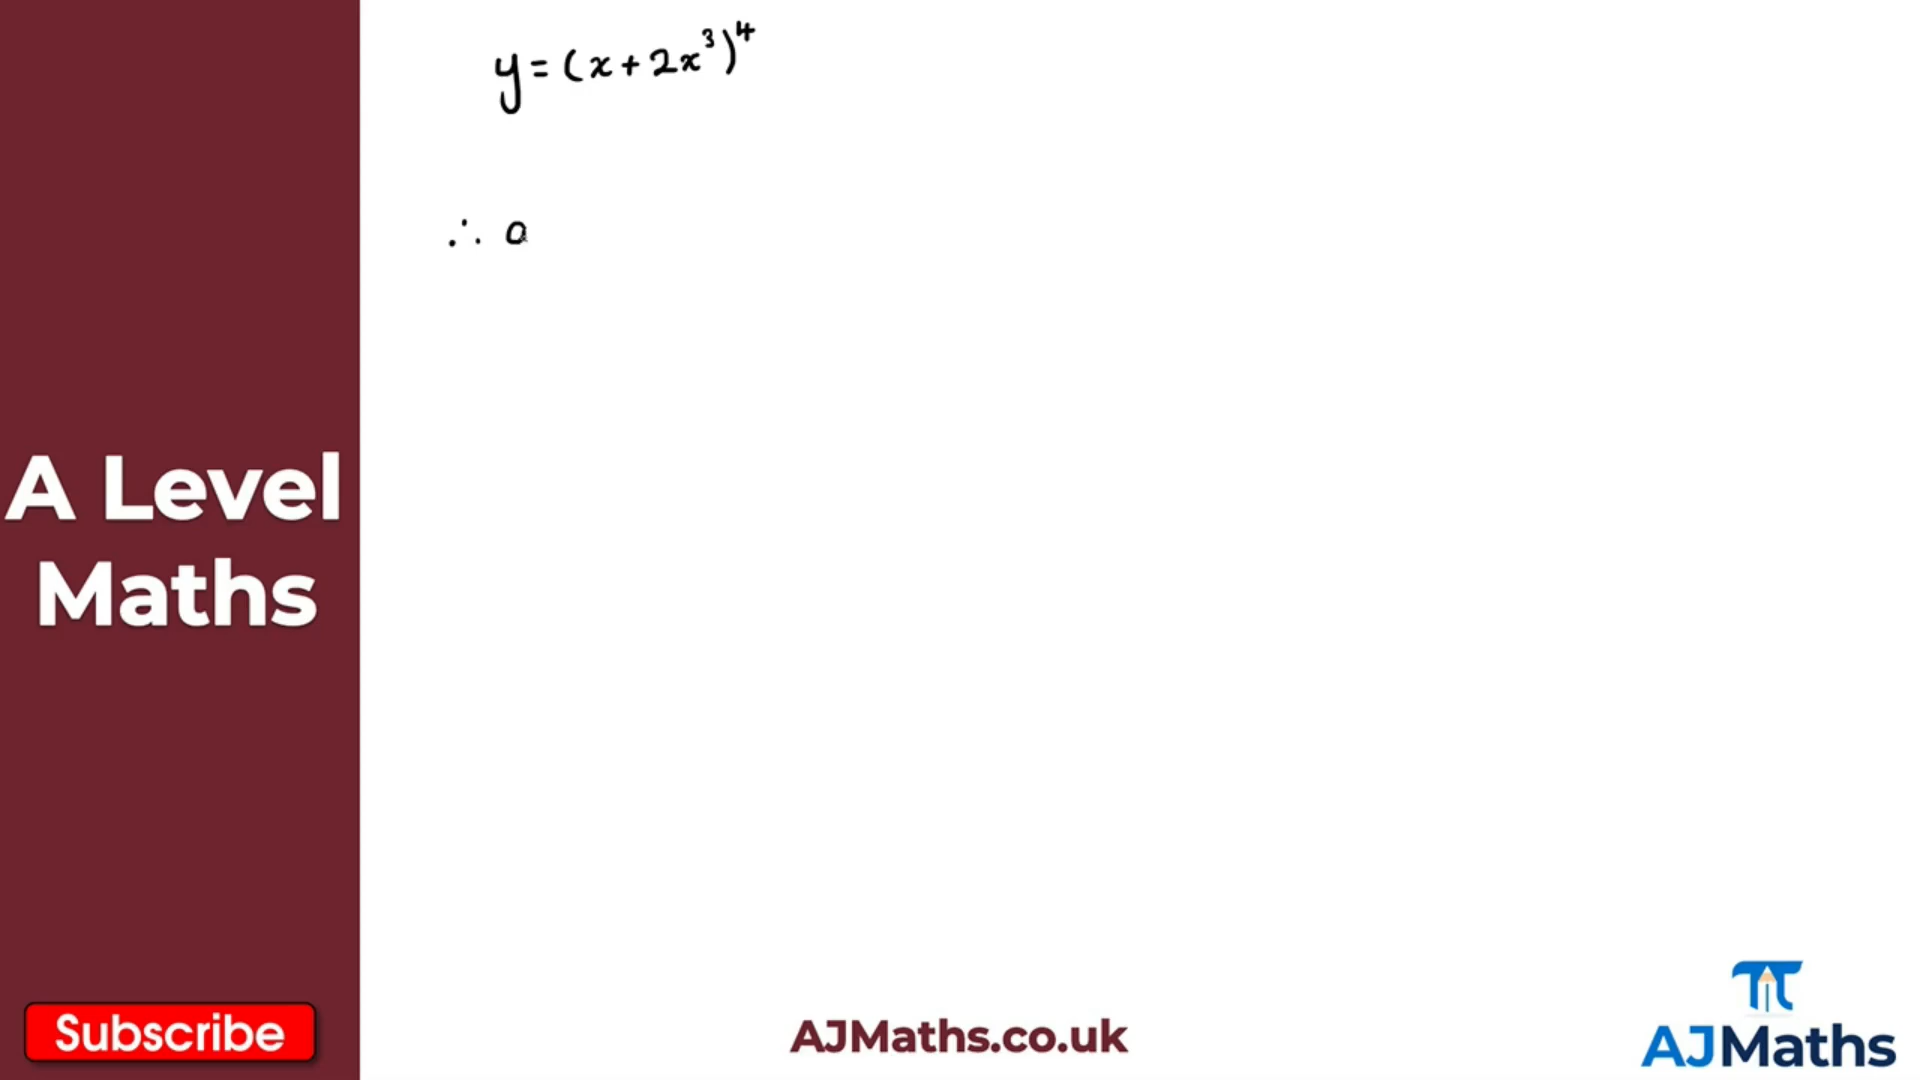 y = (x + 2x³)⁴
∴ a
A Level
Maths
Subscribe
AJMaths.co.uk
AJMaths